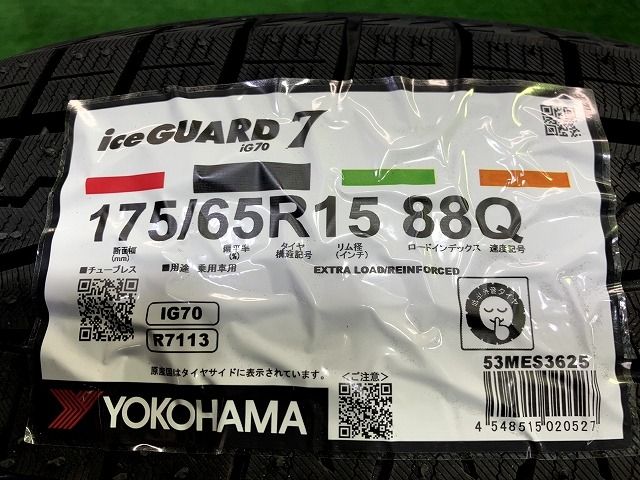 iceGUARD 7
iG70
175/65R15 88Q
断面幅 (mm) 偏平率 (%) タイヤ構造記号 リム径 (インチ) ロードインデックス 速度記号
■チューブレス ■用途 乗用車用 EXTRA LOAD/REINFORCED
IG70
R7113
原産国はタイヤサイドに表示されています。
<ご注意>
53MES3625
YOKOHAMA
4 548515 020527